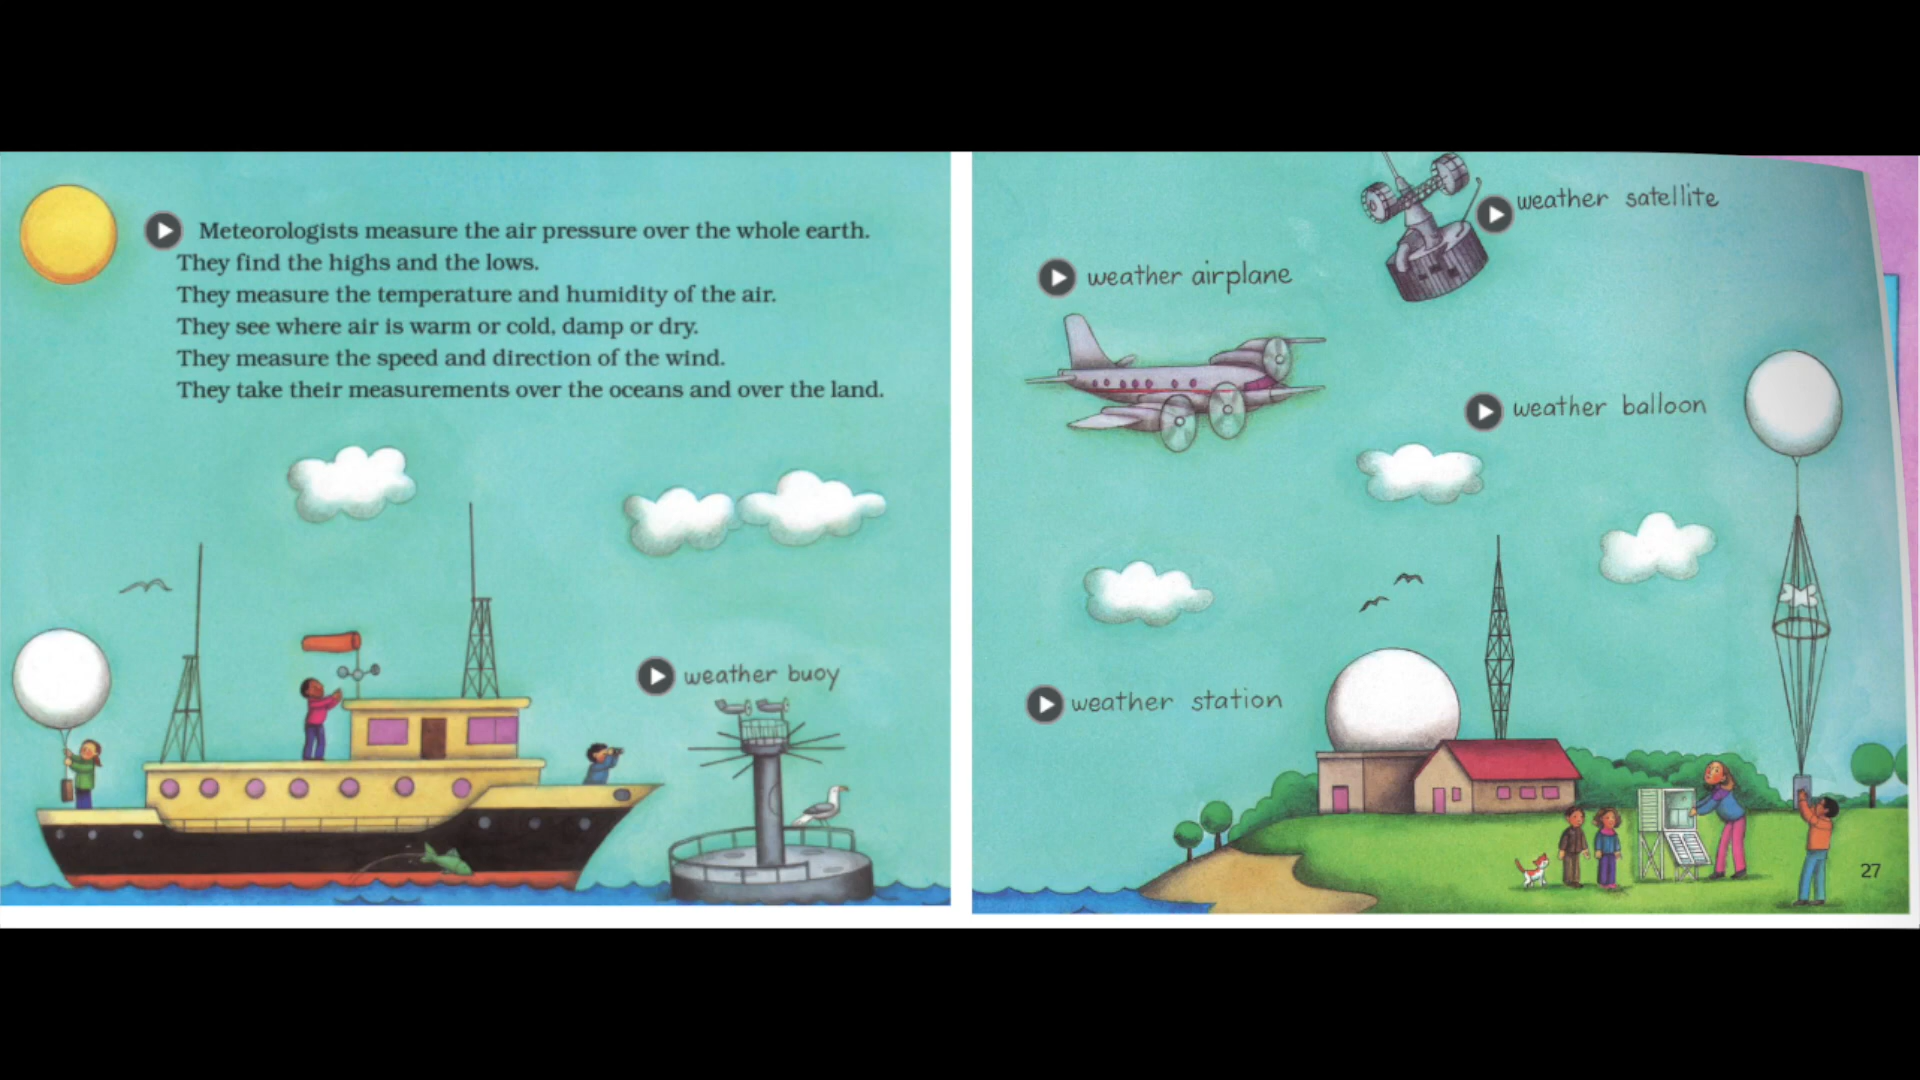 Meteorologists measure the air pressure over the whole earth.
They find the highs and the lows.
They measure the temperature and humidity of the air.
They see where air is warm or cold, damp or dry.
They measure the speed and direction of the wind.
They take their measurements over the oceans and over the land.
weather buoy
weather satellite
weather airplane
weather balloon
weather station
27